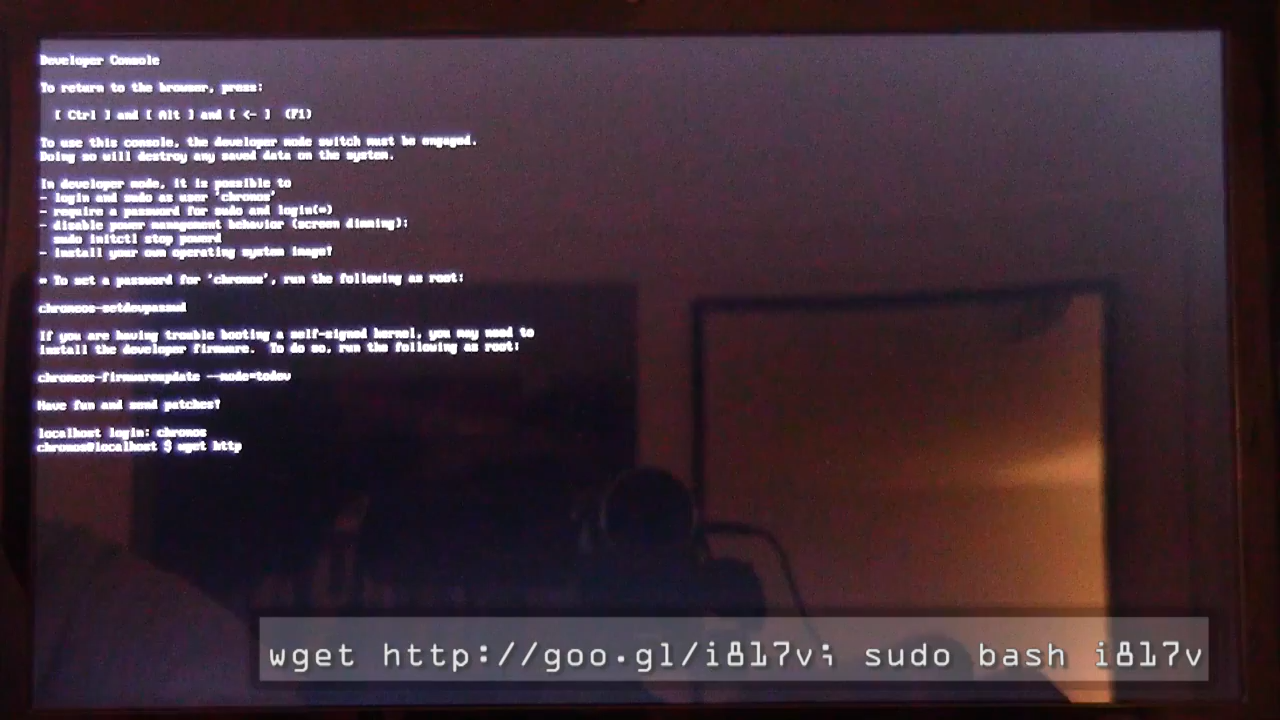 Developer Console
To return to the browser, press:
[ Ctrl ] and [ Alt ] and [ <- ] (F1)
To use this console, the developer mode switch must be engaged.
Doing so will destroy any saved data on the system.
In developer mode, it is possible to
- login and sudo as user 'chronos'
- require a password for sudo and login(*)
- disable power management behavior (screen dimming):
sudo initctl stop powerd
- install your own operating system image!
* To set a password for 'chronos', run the following as root:
chromeos-setdevpasswd
If you are having trouble booting a self-signed kernel, you may need to
install the developer firmware. To do so, run the following as root:
chromeos-firmwareupdate --mode=todev
Have fun and send patches!
localhost login: chronos
chronos@localhost $ wget http
wget http://goo.gl/i817v; sudo bash i817v